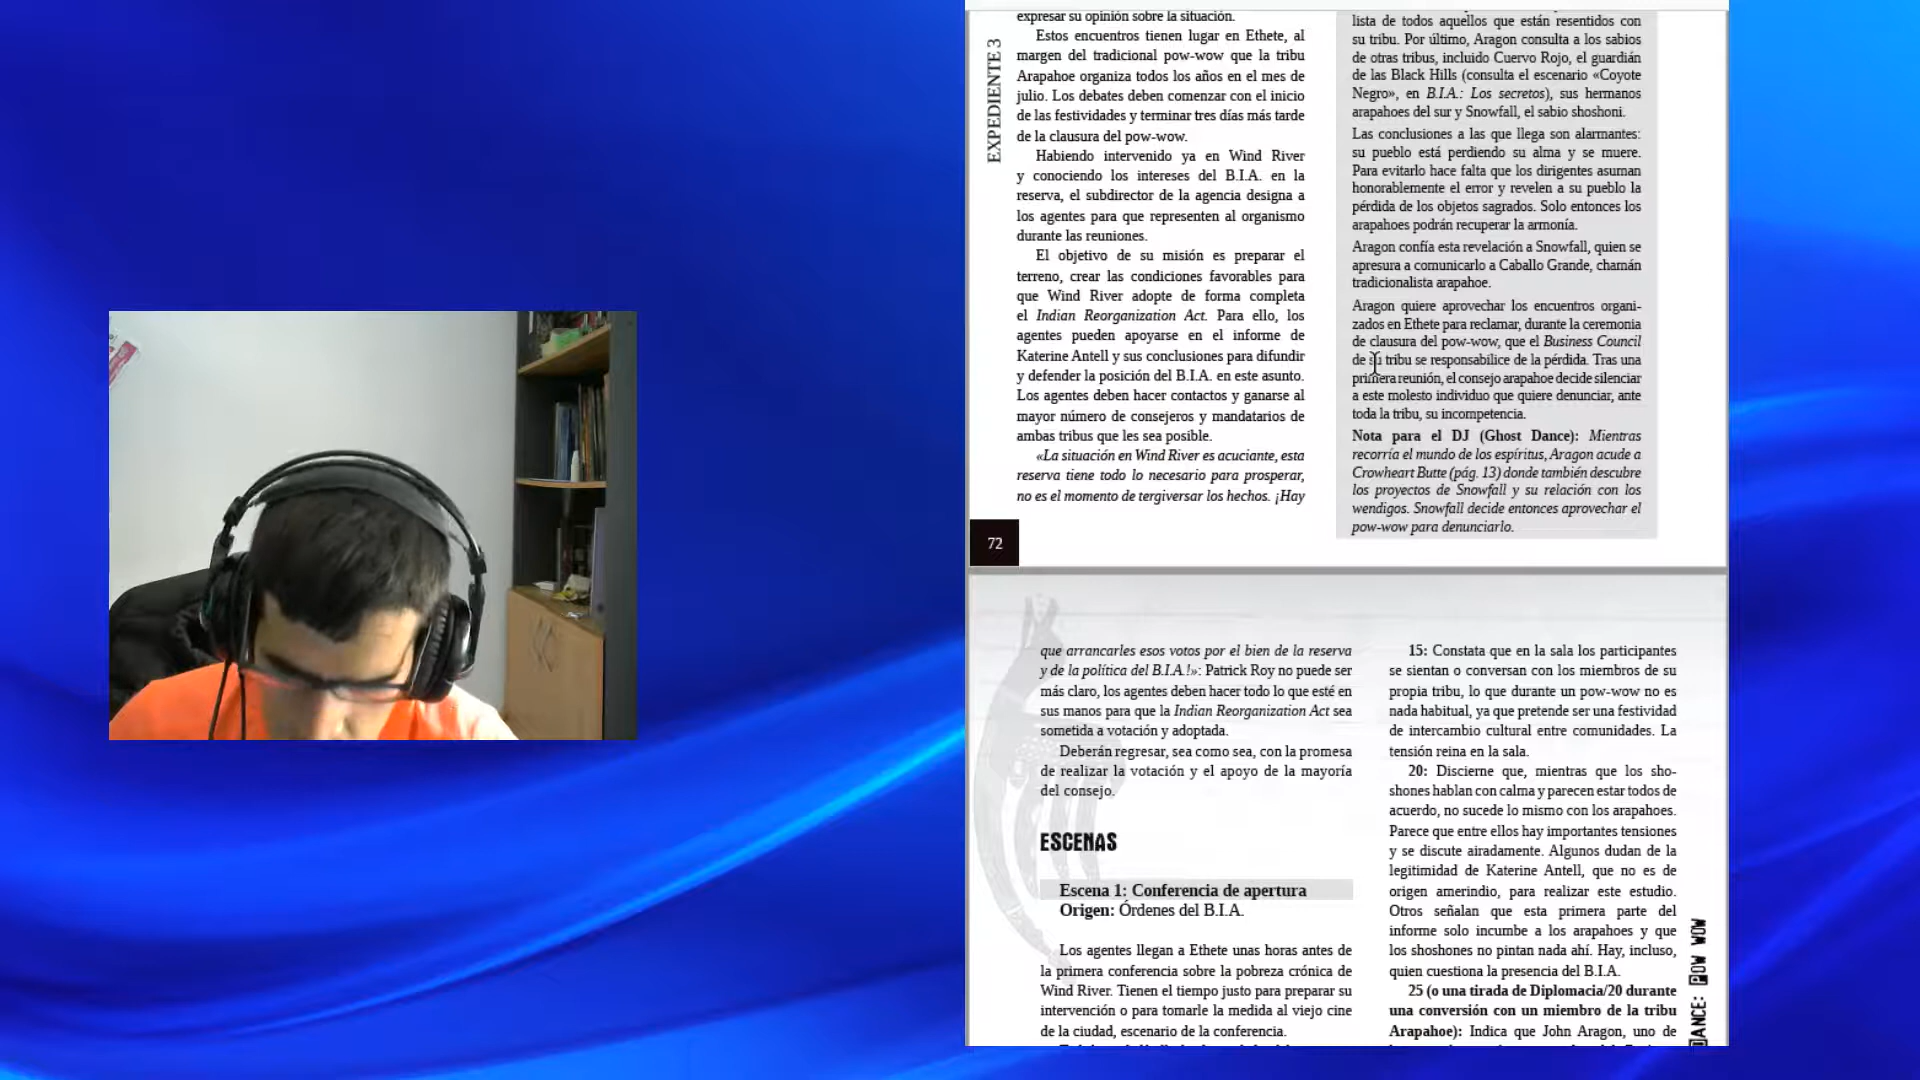 EXPEDIENTE 3
expresar su opinión sobre la situación.
Estos encuentros tienen lugar en Ethete, al
margen del tradicional pow-wow que la tribu
Arapahoe organiza todos los años en el mes de
julio. Los debates deben comenzar con el inicio
de las festividades y terminar tres días más tarde
de la clausura del pow-wow.
Habiendo intervenido ya en Wind River
y conociendo los intereses del B.I.A. en la
reserva, el subdirector de la agencia designa a
los agentes para que representen al organismo
durante las reuniones.
El objetivo de su misión es preparar el
terreno, crear las condiciones favorables para
que Wind River adopte de forma completa
el Indian Reorganization Act. Para ello, los
agentes pueden apoyarse en el informe de
Katerine Antell y sus conclusiones para difundir
y defender la posición del B.I.A. en este asunto.
Los agentes deben hacer contactos y ganarse al
mayor número de consejeros y mandatarios de
ambas tribus que les sea posible.
«La situación en Wind River es acuciante, esta
reserva tiene todo lo necesario para prosperar,
no es el momento de tergiversar los hechos. ¡Hay
72
lista de todos aquellos que están resentidos con
su tribu. Por último, Aragon consulta a los sabios
de otras tribus, incluido Cuervo Rojo, el guardián
de las Black Hills (consulta el escenario «Coyote
Negro», en B.I.A.: Los secretos), sus hermanos
arapahoes del sur y Snowfall, el sabio shoshoni.
Las conclusiones a las que llega son alarmantes:
su pueblo está perdiendo su alma y se muere.
Para evitarlo hace falta que los dirigentes asuman
honorablemente el error y revelen a su pueblo la
pérdida de los objetos sagrados. Solo entonces los
arapahoes podrán recuperar la armonía.
Aragon confía esta revelación a Snowfall, quien se
apresura a comunicarlo a Caballo Grande, chamán
tradicionalista arapahoe.
Aragon quiere aprovechar los encuentros organi-
zados en Ethete para reclamar, durante la ceremonia
de clausura del pow-wow, que el Business Council
de su tribu se responsabilice de la pérdida. Tras una
primera reunión, el consejo arapahoe decide silenciar
a este molesto individuo que quiere denunciar, ante
toda la tribu, su incompetencia.
Nota para el DJ (Ghost Dance): Mientras
recorría el mundo de los espíritus, Aragon acude a
Crowheart Butte (pág. 13) donde también descubre
los proyectos de Snowfall y su relación con los
wendigos. Snowfall decide entonces aprovechar el
pow-wow para denunciarlo.
que arrancarles esos votos por el bien de la reserva
y de la política del B.I.A.!»: Patrick Roy no puede ser
más claro, los agentes deben hacer todo lo que esté en
sus manos para que la Indian Reorganization Act sea
sometida a votación y adoptada.
Deberán regresar, sea como sea, con la promesa
de realizar la votación y el apoyo de la mayoría
del consejo.
ESCENAS
Escena 1: Conferencia de apertura
Origen: Órdenes del B.I.A.
Los agentes llegan a Ethete unas horas antes de
la primera conferencia sobre la pobreza crónica de
Wind River. Tienen el tiempo justo para preparar su
intervención o para tomarle la medida al viejo cine
de la ciudad, escenario de la conferencia.
15: Constata que en la sala los participantes
se sientan o conversan con los miembros de su
propia tribu, lo que durante un pow-wow no es
nada habitual, ya que pretende ser una festividad
de intercambio cultural entre comunidades. La
tensión reina en la sala.
20: Discierne que, mientras que los sho-
shones hablan con calma y parecen estar todos de
acuerdo, no sucede lo mismo con los arapahoes.
Parece que entre ellos hay importantes tensiones
y se discute airadamente. Algunos dudan de la
legitimidad de Katerine Antell, que no es de
origen amerindio, para realizar este estudio.
Otros señalan que esta primera parte del
informe solo incumbe a los arapahoes y que
los shoshones no pintan nada ahí. Hay, incluso,
quien cuestiona la presencia del B.I.A.
25 (o una tirada de Diplomacia/20 durante
una conversión con un miembro de la tribu
Arapahoe): Indica que John Aragon, uno de
DANCE: POW WOW